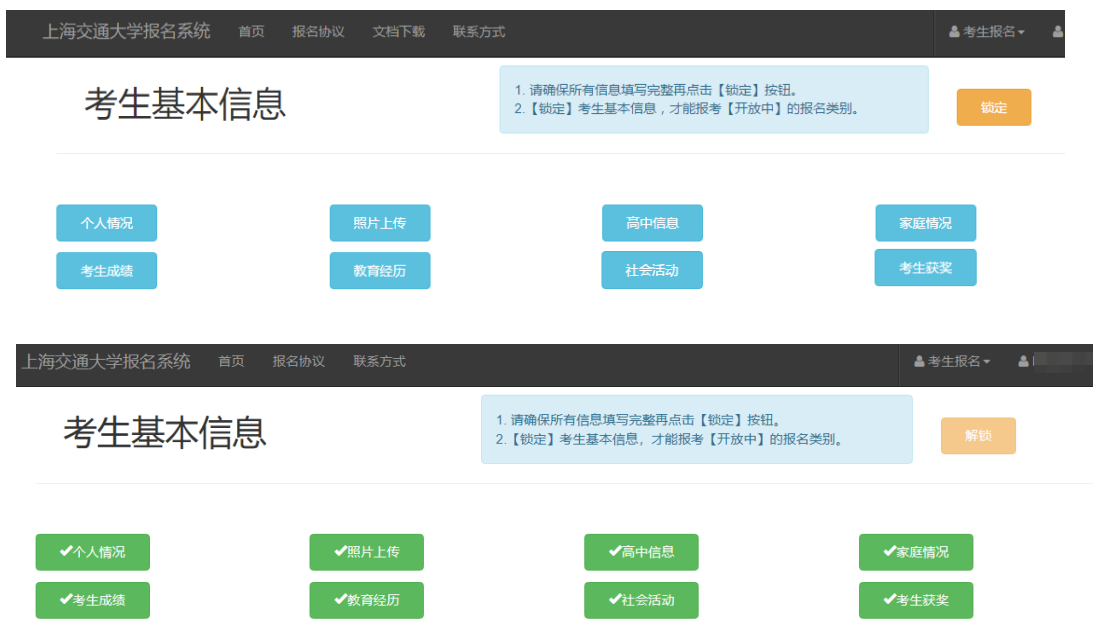 上海交通大学报名系统 首页 报名协议 文档下载 联系方式 考生报名
考生基本信息
1. 请确保所有信息填写完整再点击【锁定】按钮。
2.【锁定】考生基本信息，才能报考【开放中】的报名类别。
锁定
个人情况 照片上传 高中信息 家庭情况
考生成绩 教育经历 社会活动 考生获奖
上海交通大学报名系统 首页 报名协议 联系方式 考生报名
考生基本信息
1. 请确保所有信息填写完整再点击【锁定】按钮。
2.【锁定】考生基本信息，才能报考【开放中】的报名类别。
解锁
✔个人情况 ✔照片上传 ✔高中信息 ✔家庭情况
✔考生成绩 ✔教育经历 ✔社会活动 ✔考生获奖